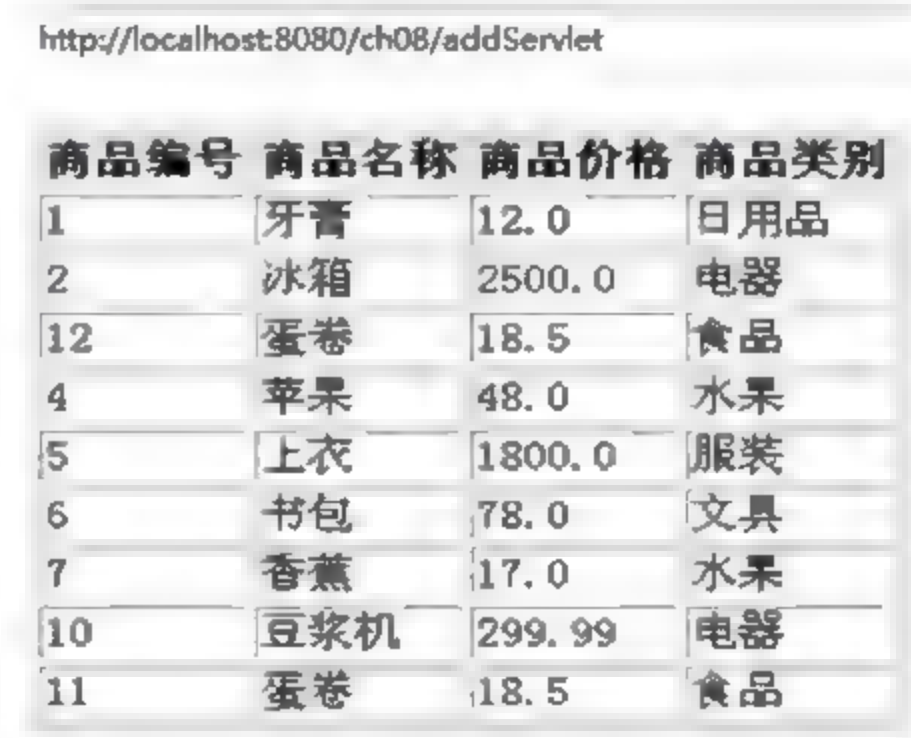 http://localhost:8080/ch08/addServlet
商品编号 商品名称 商品价格 商品类别
1 牙膏 12.0 日用品
2 冰箱 2500.0 电器
12 蛋卷 18.5 食品
4 苹果 48.0 水果
5 上衣 1800.0 服装
6 书包 78.0 文具
7 香蕉 17.0 水果
10 豆浆机 299.99 电器
11 蛋卷 18.5 食品